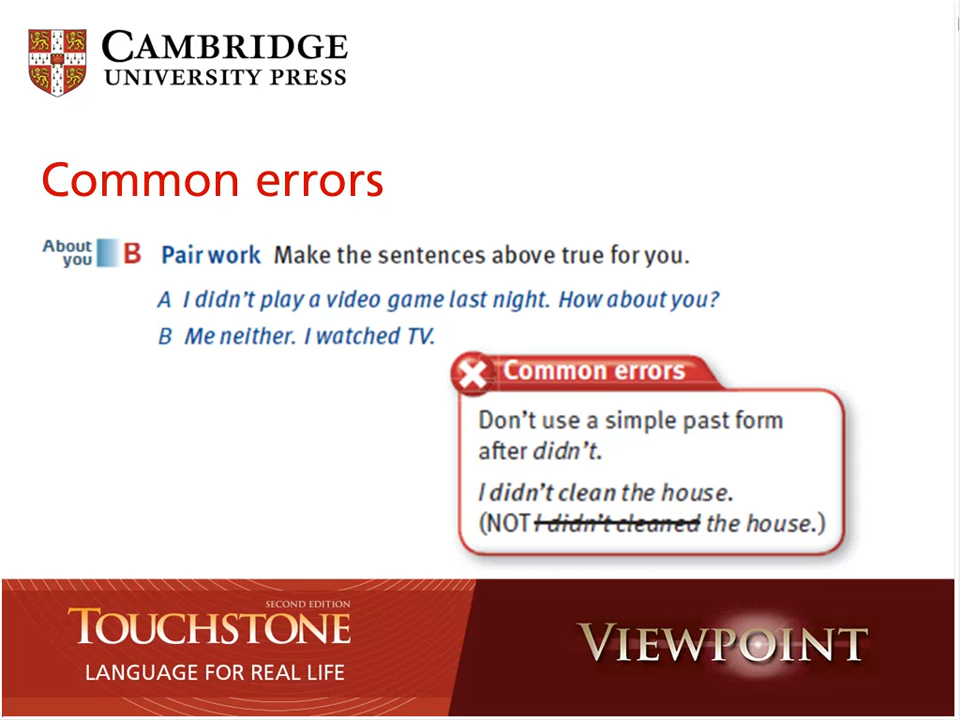 CAMBRIDGE
UNIVERSITY PRESS
Common errors
About you B Pair work Make the sentences above true for you.
A I didn't play a video game last night. How about you?
B Me neither. I watched TV.
Common errors
Don't use a simple past form
after didn't.
I didn't clean the house.
(NOT I didn't cleaned the house.)
SECOND EDITION
TOUCHSTONE
LANGUAGE FOR REAL LIFE
VIEWPOINT